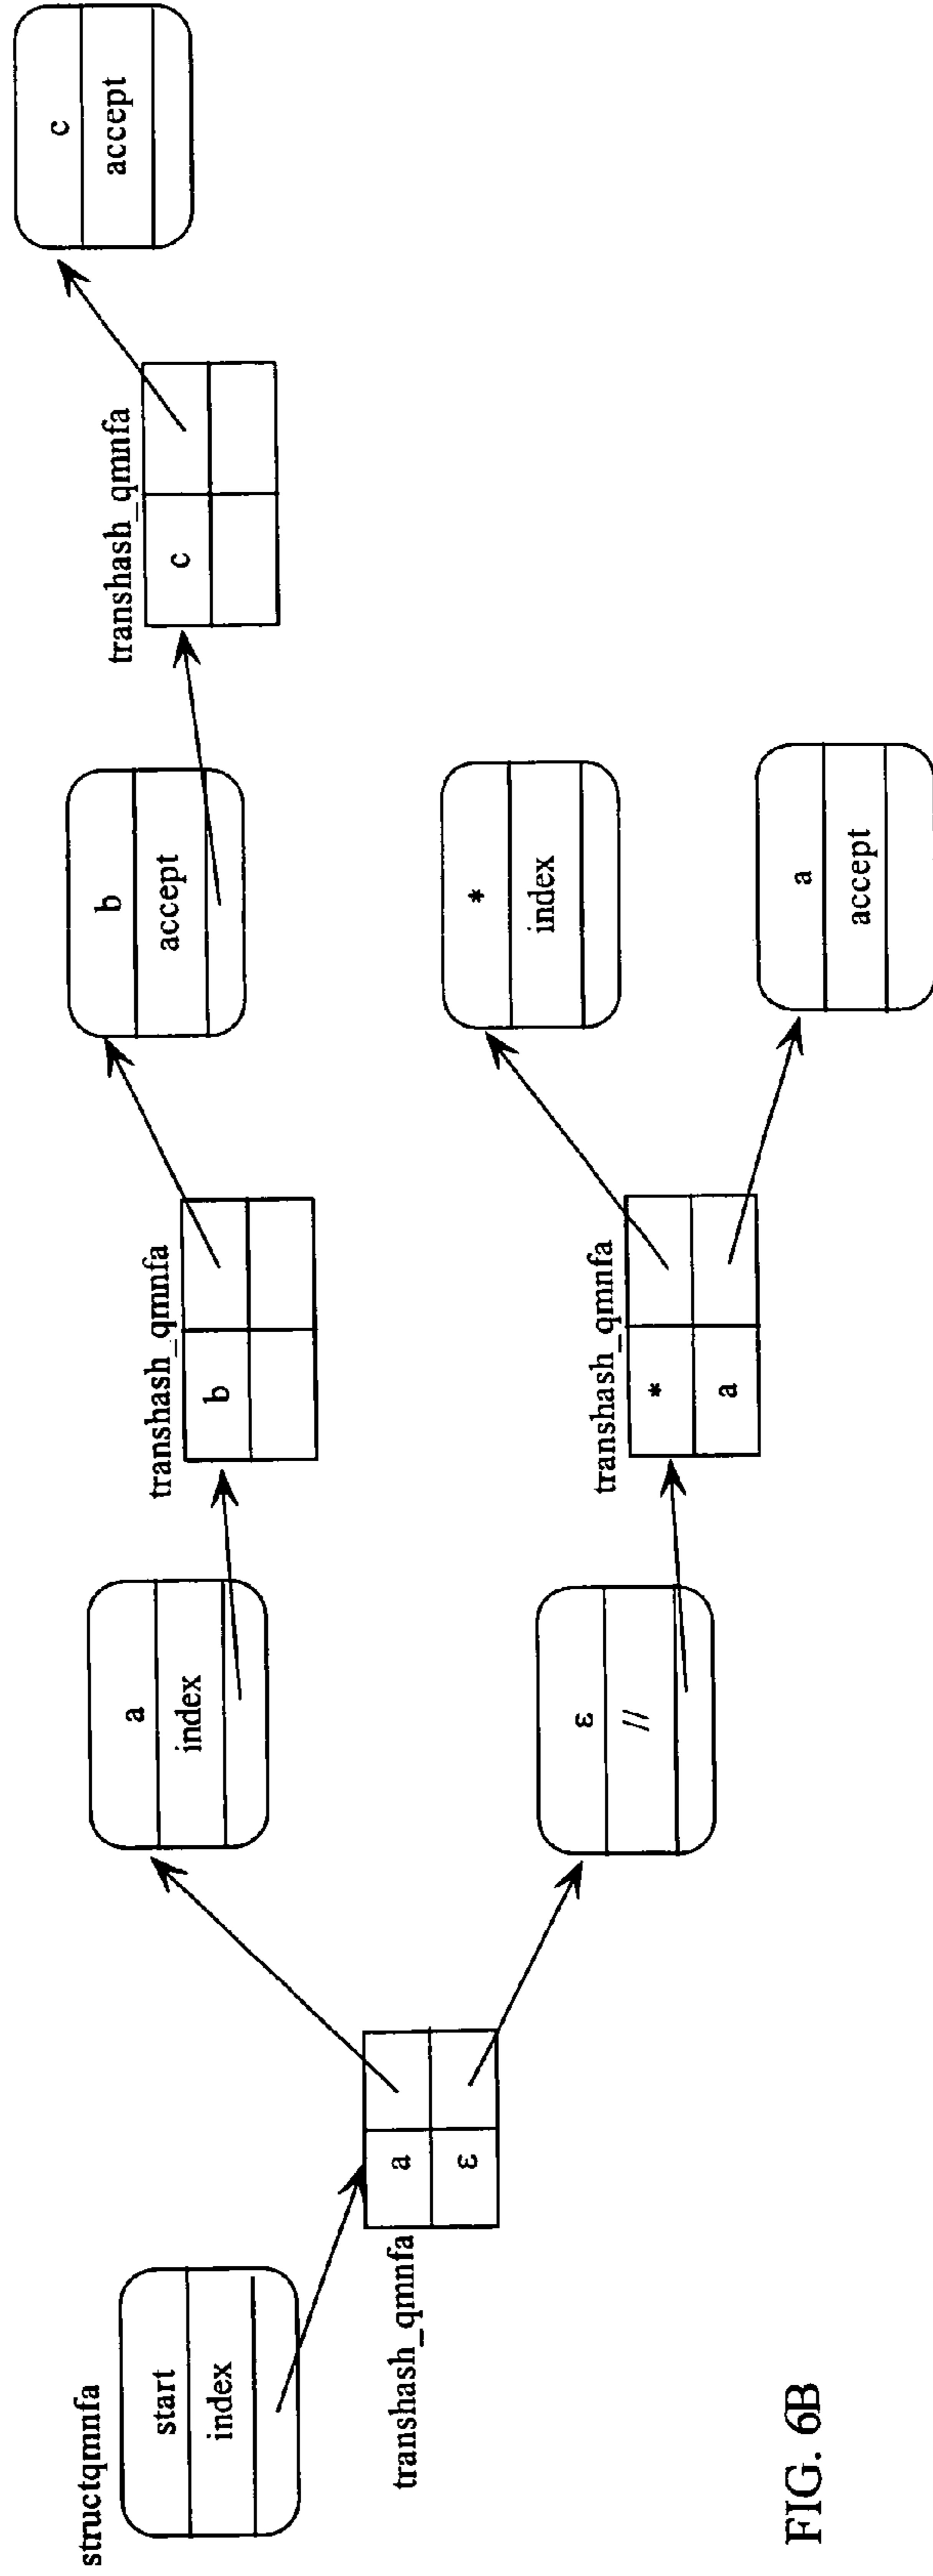 structqmnfa
start
index
transhash_qmnfa
a
ε
a
index
ε
//
transhash_qmnfa
b
transhash_qmnfa
*
a
b
accept
*
index
a
accept
transhash_qmnfa
c
c
accept
FIG. 6B